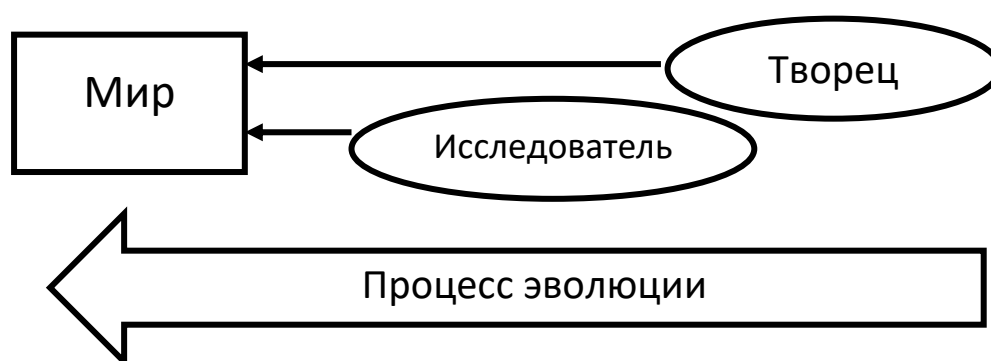 Мир
Творец
Исследователь
Процесс эволюции